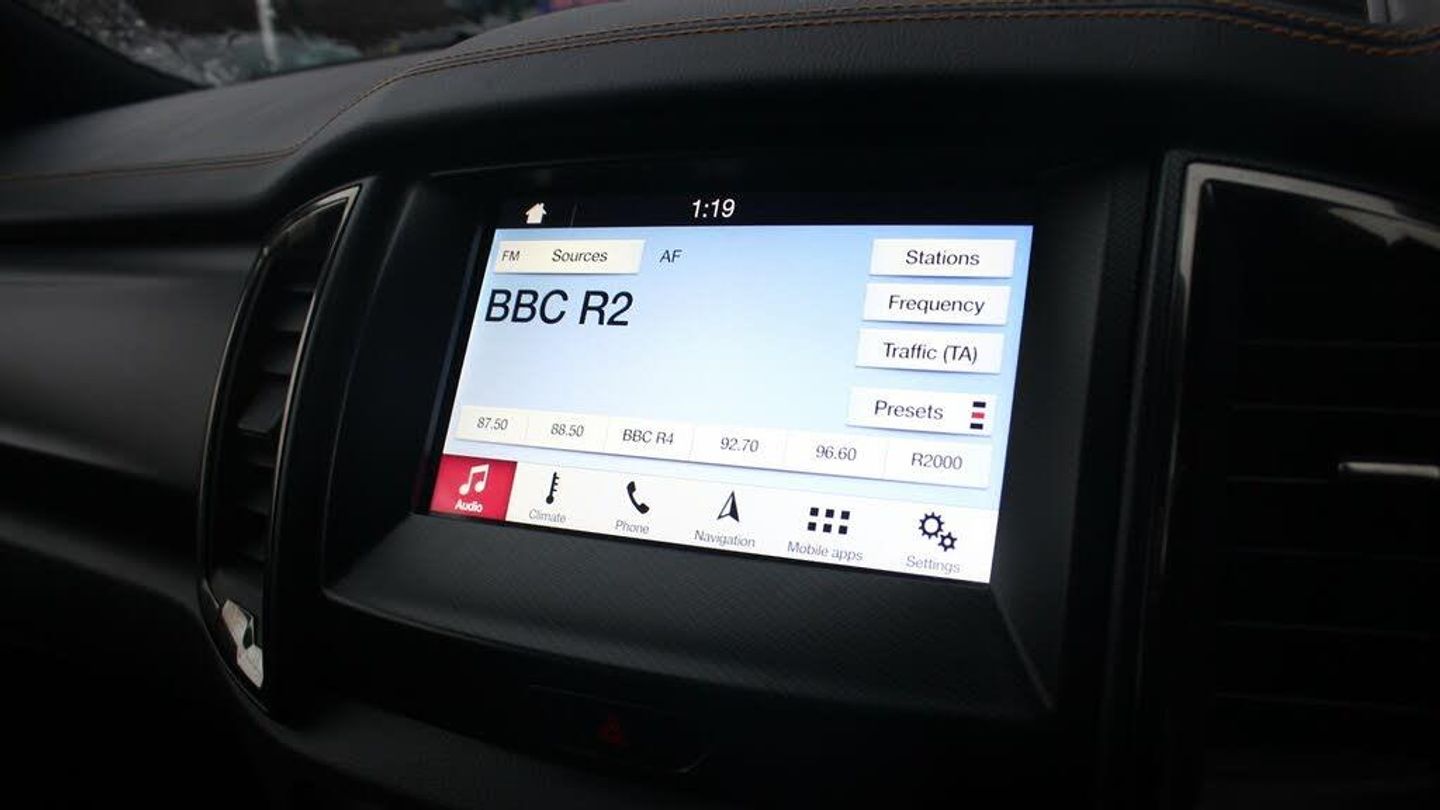 1:19
FM Sources AF
Stations
BBC R2
Frequency
Traffic (TA)
Presets
87.50 88.50 BBC R4 92.70 96.60 R2000
Audio Climate Phone Navigation Mobile apps Settings